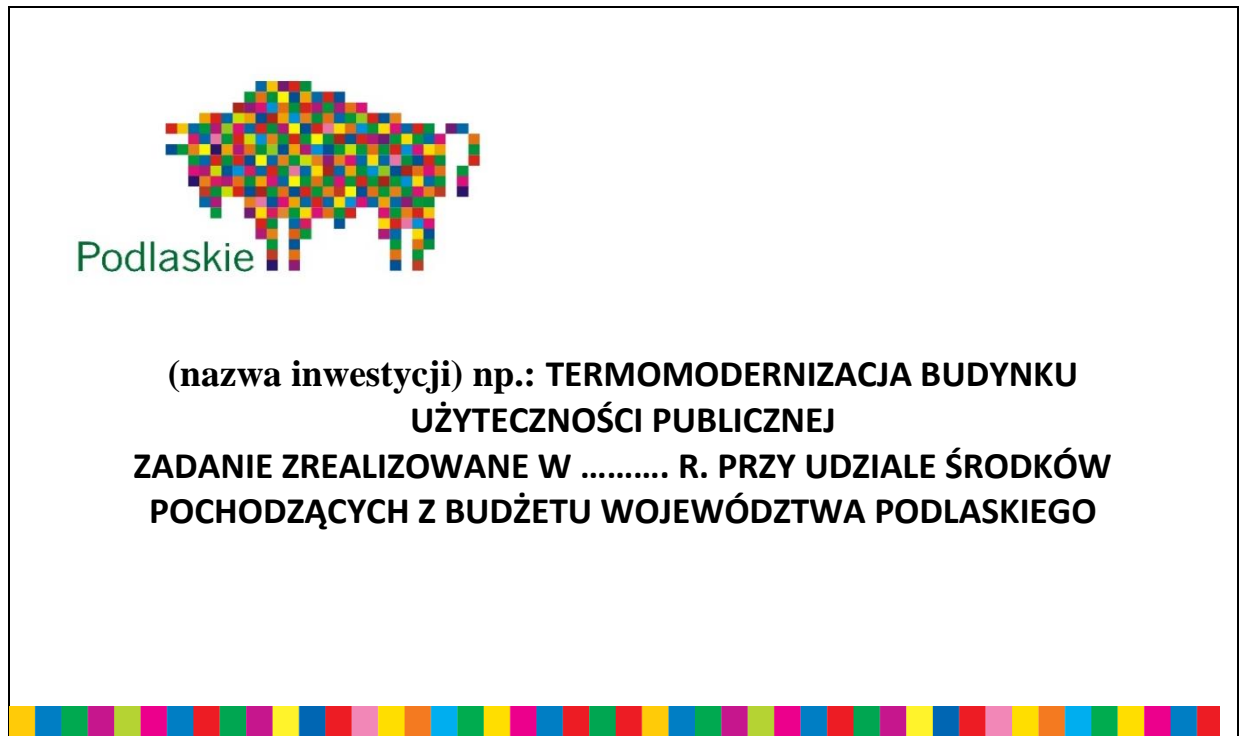 Podlaskie
(nazwa inwestycji) np.: TERMOMODERNIZACJA BUDYNKU
UŻYTECZNOŚCI PUBLICZNEJ
ZADANIE ZREALIZOWANE W ………. R. PRZY UDZIALE ŚRODKÓW
POCHODZĄCYCH Z BUDŻETU WOJEWÓDZTWA PODLASKIEGO